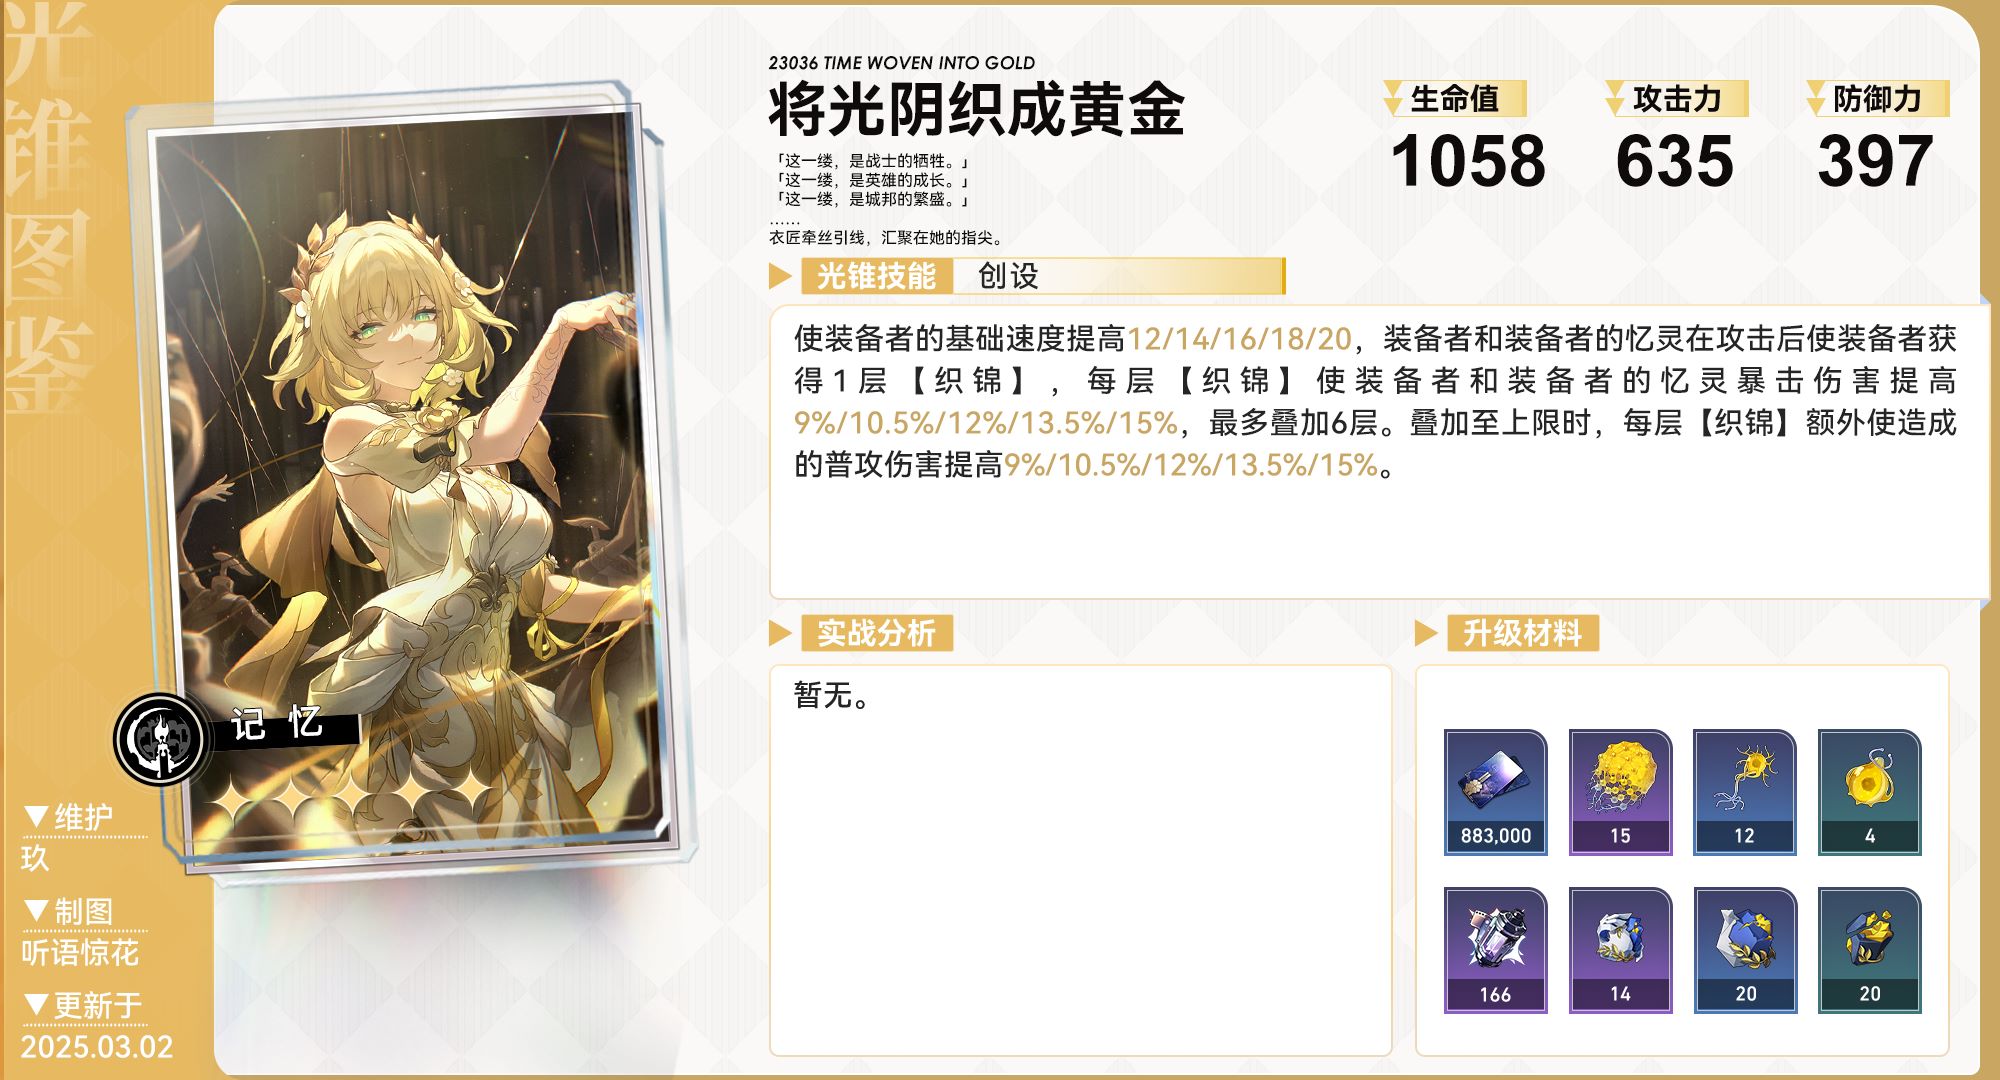 光锥图鉴
23036 TIME WOVEN INTO GOLD
将光阴织成黄金
「这一缕，是战士的牺牲。」
「这一缕，是英雄的成长。」
「这一缕，是城邦的繁盛。」
……
衣匠牵丝引线，汇聚在她的指尖。
生命值 攻击力 防御力
1058 635 397
光锥技能 创设
使装备者的基础速度提高12/14/16/18/20，装备者和装备者的忆灵在攻击后使装备者获
得1层【织锦】，每层【织锦】使装备者和装备者的忆灵暴击伤害提高
9%/10.5%/12%/13.5%/15%，最多叠加6层。叠加至上限时，每层【织锦】额外使造成
的普攻伤害提高9%/10.5%/12%/13.5%/15%。
实战分析
暂无。
升级材料
883,000 15 12 4
166 14 20 20
记忆
▼维护
玖
▼制图
听语惊花
▼更新于
2025.03.02